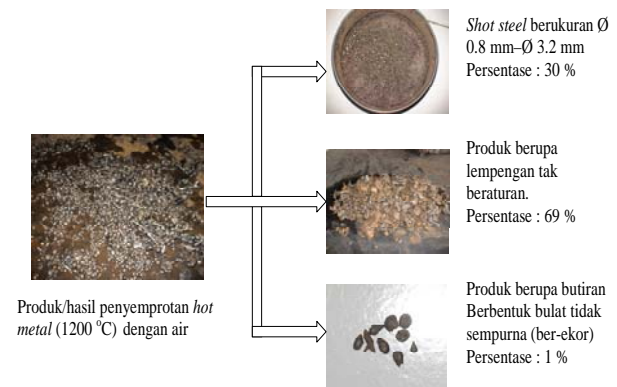 Shot steel berukuran Ø
0.8 mm–Ø 3.2 mm
Persentase : 30 %
Produk berupa
lempengan tak
beraturan.
Persentase : 69 %
Produk/hasil penyemprotan hot
metal (1200 °C) dengan air
Produk berupa butiran
Berbentuk bulat tidak
sempurna (ber-ekor)
Persentase : 1 %